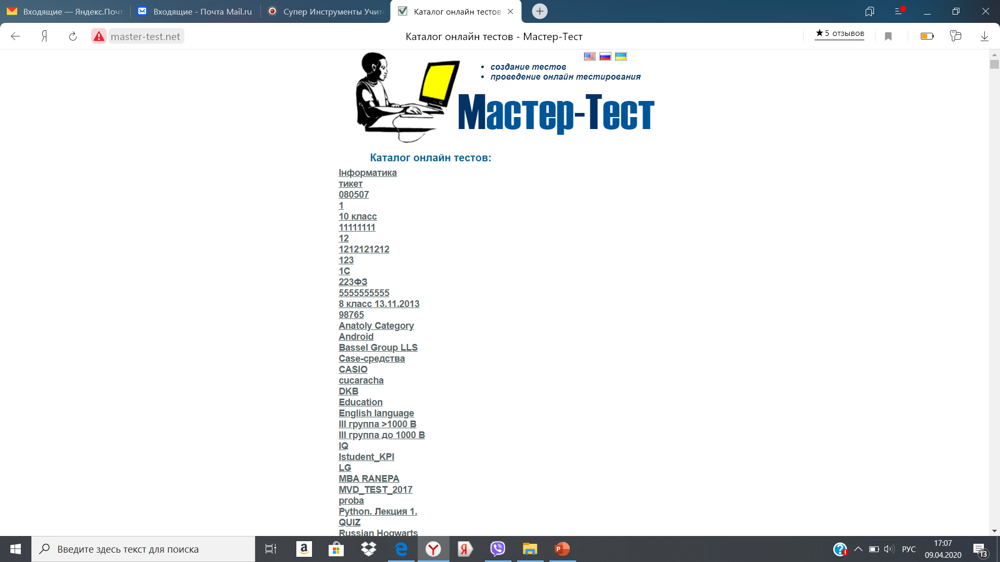 Входящие — Яндекс.Почт
Входящие - Почта Mail.ru
Супер Инструменты Учит
Каталог онлайн тестов
master-test.net
Каталог онлайн тестов - Мастер-Тест
★5 отзывов
создание тестов
проведение онлайн тестирования
Мастер-Тест
Каталог онлайн тестов:
Інформатика
тикет
080507
1
10 класс
11111111
12
1212121212
123
1С
223ФЗ
5555555555
8 класс 13.11.2013
98765
Anatoly Category
Android
Bassel Group LLS
Case-средства
CASIO
cucaracha
DKB
Education
English language
III группа >1000 В
III группа до 1000 В
IQ
Istudent_KPI
LG
MBA RANEPA
MVD_TEST_2017
proba
Python. Лекция 1.
QUIZ
Russian Hogwarts
Введите здесь текст для поиска
РУС
17:07
09.04.2020
13